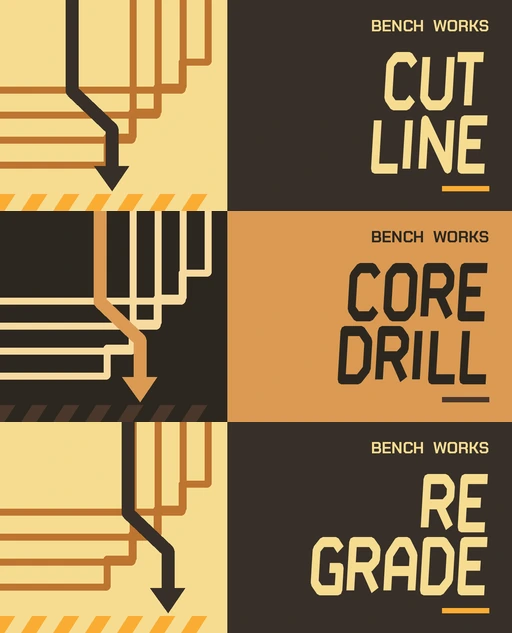 BENCH WORKS
CUT
LINE
BENCH WORKS
CORE
DRILL
BENCH WORKS
RE
GRADE